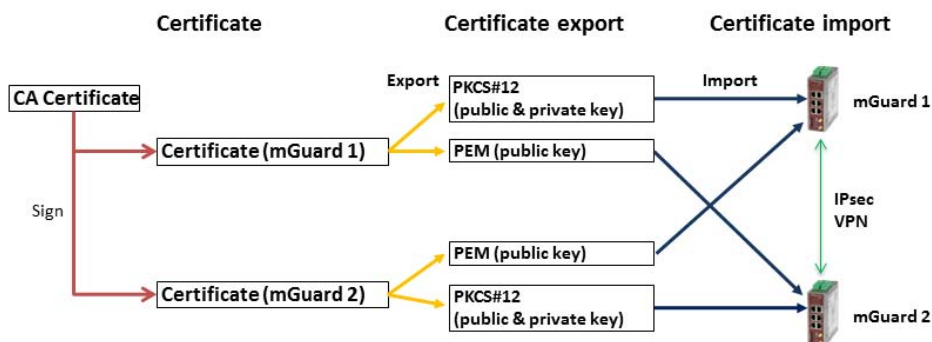 Certificate
Certificate export
Certificate import
Export
Import
CA Certificate
PKCS#12
(public & private key)
mGuard 1
Certificate (mGuard 1)
PEM (public key)
Sign
IPsec
VPN
PEM (public key)
Certificate (mGuard 2)
PKCS#12
(public & private key)
mGuard 2